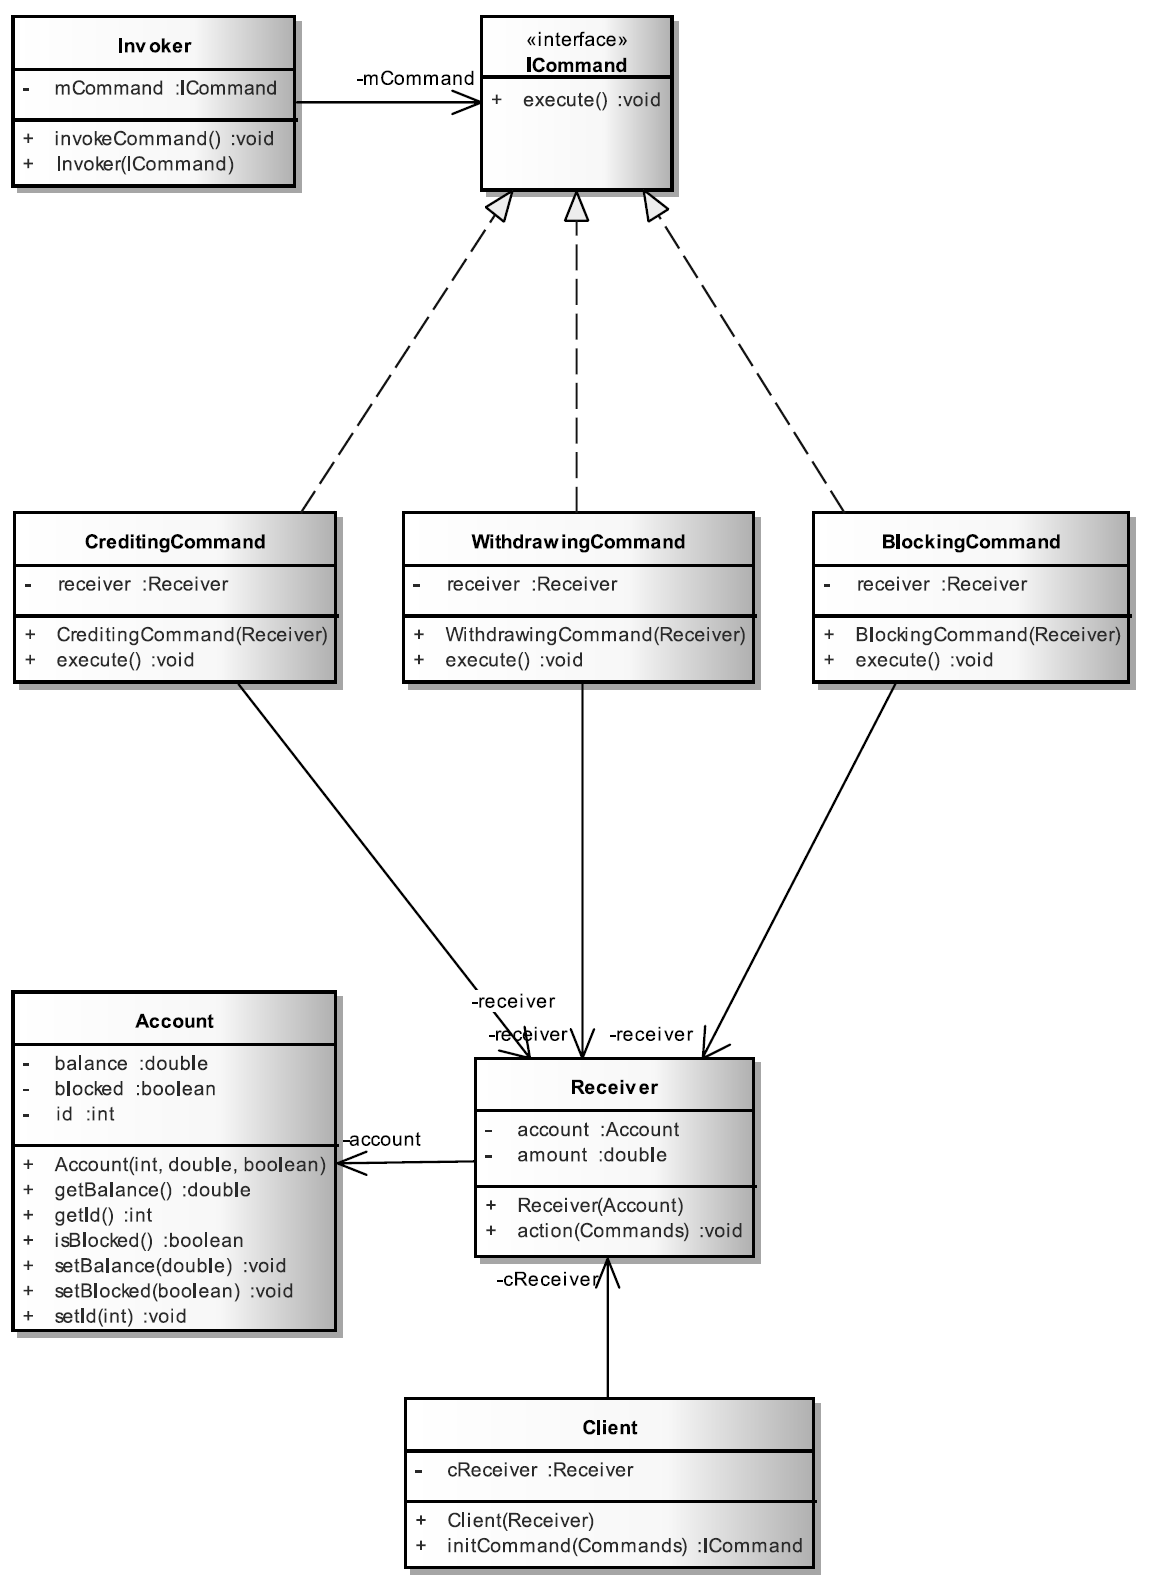 Invoker
- mCommand :ICommand
+ invokeCommand() :void
+ Invoker(ICommand)
-mCommand
«interface»
ICommand
+ execute() :void
CreditingCommand
- receiver :Receiver
+ CreditingCommand(Receiver)
+ execute() :void
WithdrawingCommand
- receiver :Receiver
+ WithdrawingCommand(Receiver)
+ execute() :void
BlockingCommand
- receiver :Receiver
+ BlockingCommand(Receiver)
+ execute() :void
-receiver
-receiver
-receiver
Account
- balance :double
- blocked :boolean
- id :int
+ Account(int, double, boolean)
+ getBalance() :double
+ getId() :int
+ isBlocked() :boolean
+ setBalance(double) :void
+ setBlocked(boolean) :void
+ setId(int) :void
-account
Receiver
- account :Account
- amount :double
+ Receiver(Account)
+ action(Commands) :void
-cReceiver
Client
- cReceiver :Receiver
+ Client(Receiver)
+ initCommand(Commands) :ICommand